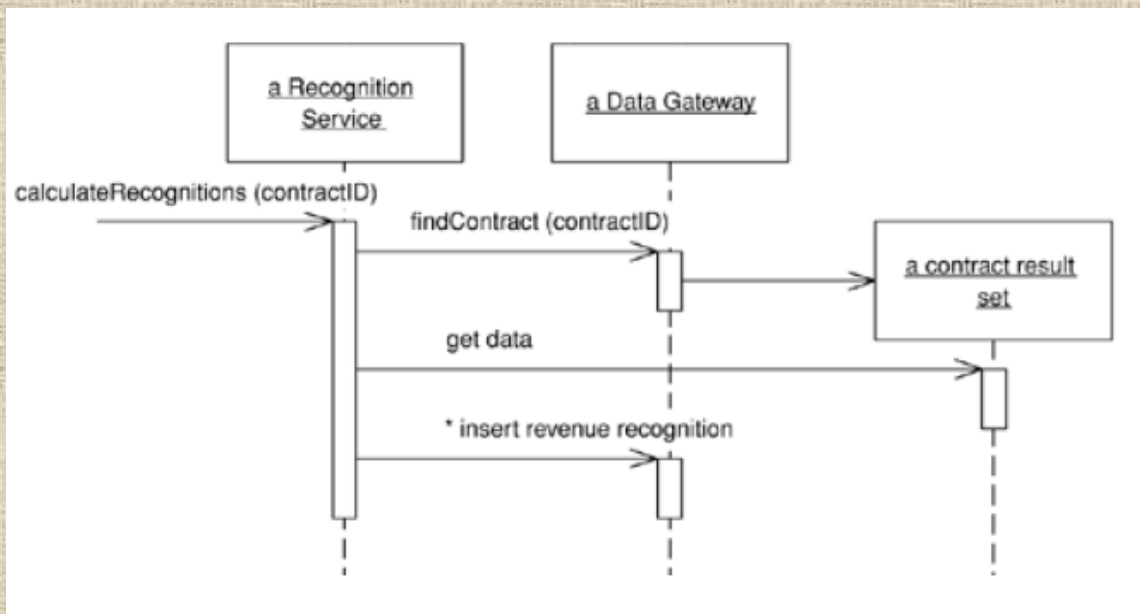 a Recognition
Service
a Data Gateway
calculateRecognitions (contractID)
findContract (contractID)
a contract result
set
get data
* insert revenue recognition